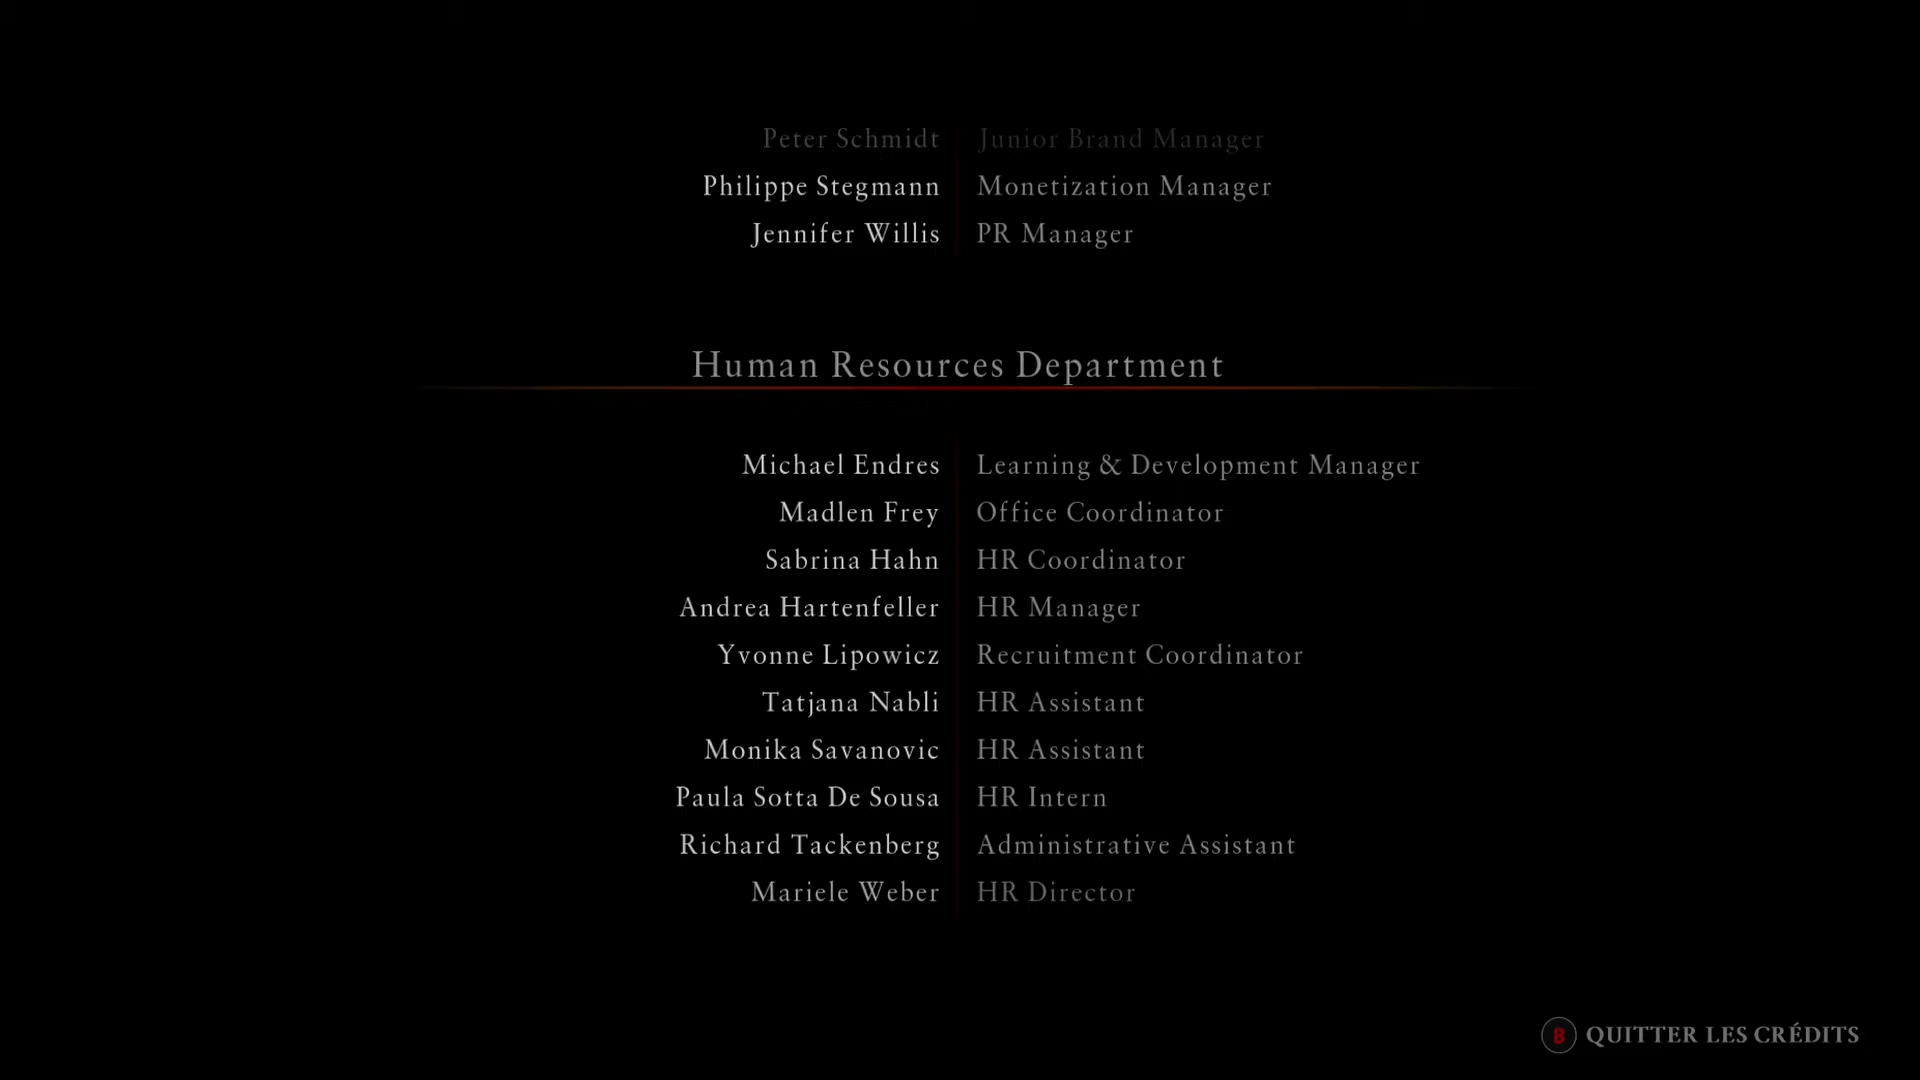 Peter Schmidt Junior Brand Manager
Philippe Stegmann Monetization Manager
Jennifer Willis PR Manager
Human Resources Department
Michael Endres Learning & Development Manager
Madlen Frey Office Coordinator
Sabrina Hahn HR Coordinator
Andrea Hartenfeller HR Manager
Yvonne Lipowicz Recruitment Coordinator
Tatjana Nabli HR Assistant
Monika Savanovic HR Assistant
Paula Sotta De Sousa HR Intern
Richard Tackenberg Administrative Assistant
Mariele Weber HR Director
B QUITTER LES CRÉDITS